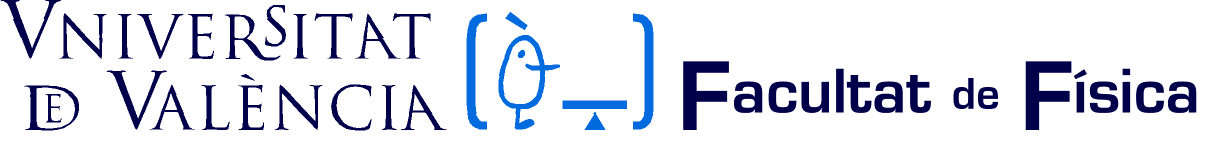 VNIVERSITAT
DE VALÈNCIA
Facultat de Física